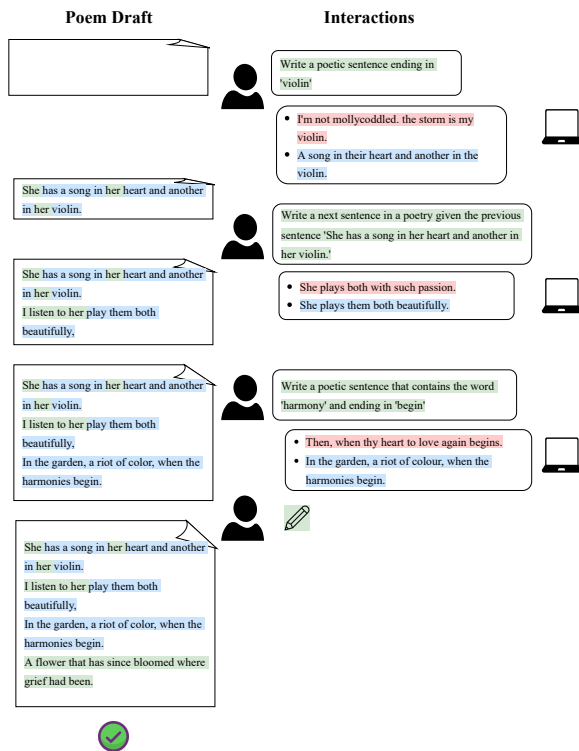 Poem Draft
Interactions
Write a poetic sentence ending in
'violin'
I'm not mollycoddled. the storm is my
violin.
A song in their heart and another in the
violin.
She has a song in her heart and another
in her violin.
Write a next sentence in a poetry given the previous
sentence 'She has a song in her heart and another in
her violin.'
She has a song in her heart and another
in her violin.
I listen to her play them both
beautifully,
She plays both with such passion.
She plays them both beautifully.
She has a song in her heart and another
in her violin.
I listen to her play them both
beautifully,
In the garden, a riot of color, when the
harmonies begin.
Write a poetic sentence that contains the word
'harmony' and ending in 'begin'
Then, when thy heart to love again begins.
In the garden, a riot of colour, when the
harmonies begin.
She has a song in her heart and another
in her violin.
I listen to her play them both
beautifully,
In the garden, a riot of color, when the
harmonies begin.
A flower that has since bloomed where
grief had been.